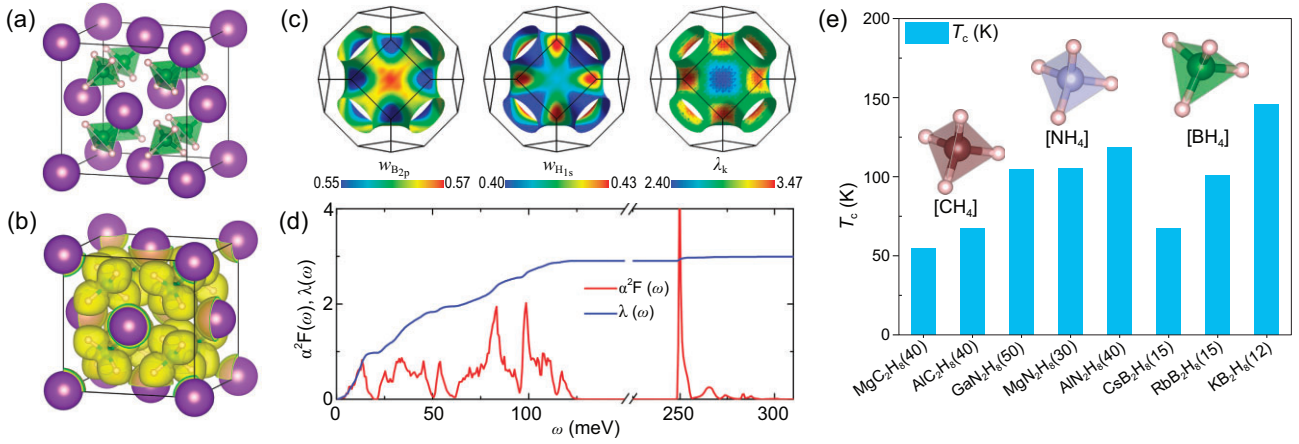 (a)
(b)
(c)
w_B2p
w_H1s
λ_k
0.55 0.57 0.40 0.43 2.40 3.47
(d)
α²F(ω), λ(ω)
4
2
0
α²F (ω)
λ (ω)
0 50 100 250 300
ω (meV)
(e)
T_c (K)
200
150
100
50
0
T_c (K)
[CH₄]
[NH₄]
[BH₄]
MgC₂H₈(40)
AlC₂H₈(40)
GaN₂H₈(50)
MgN₂H₈(30)
AlN₂H₈(40)
CsB₂H₈(15)
RbB₂H₈(15)
KB₂H₈(12)